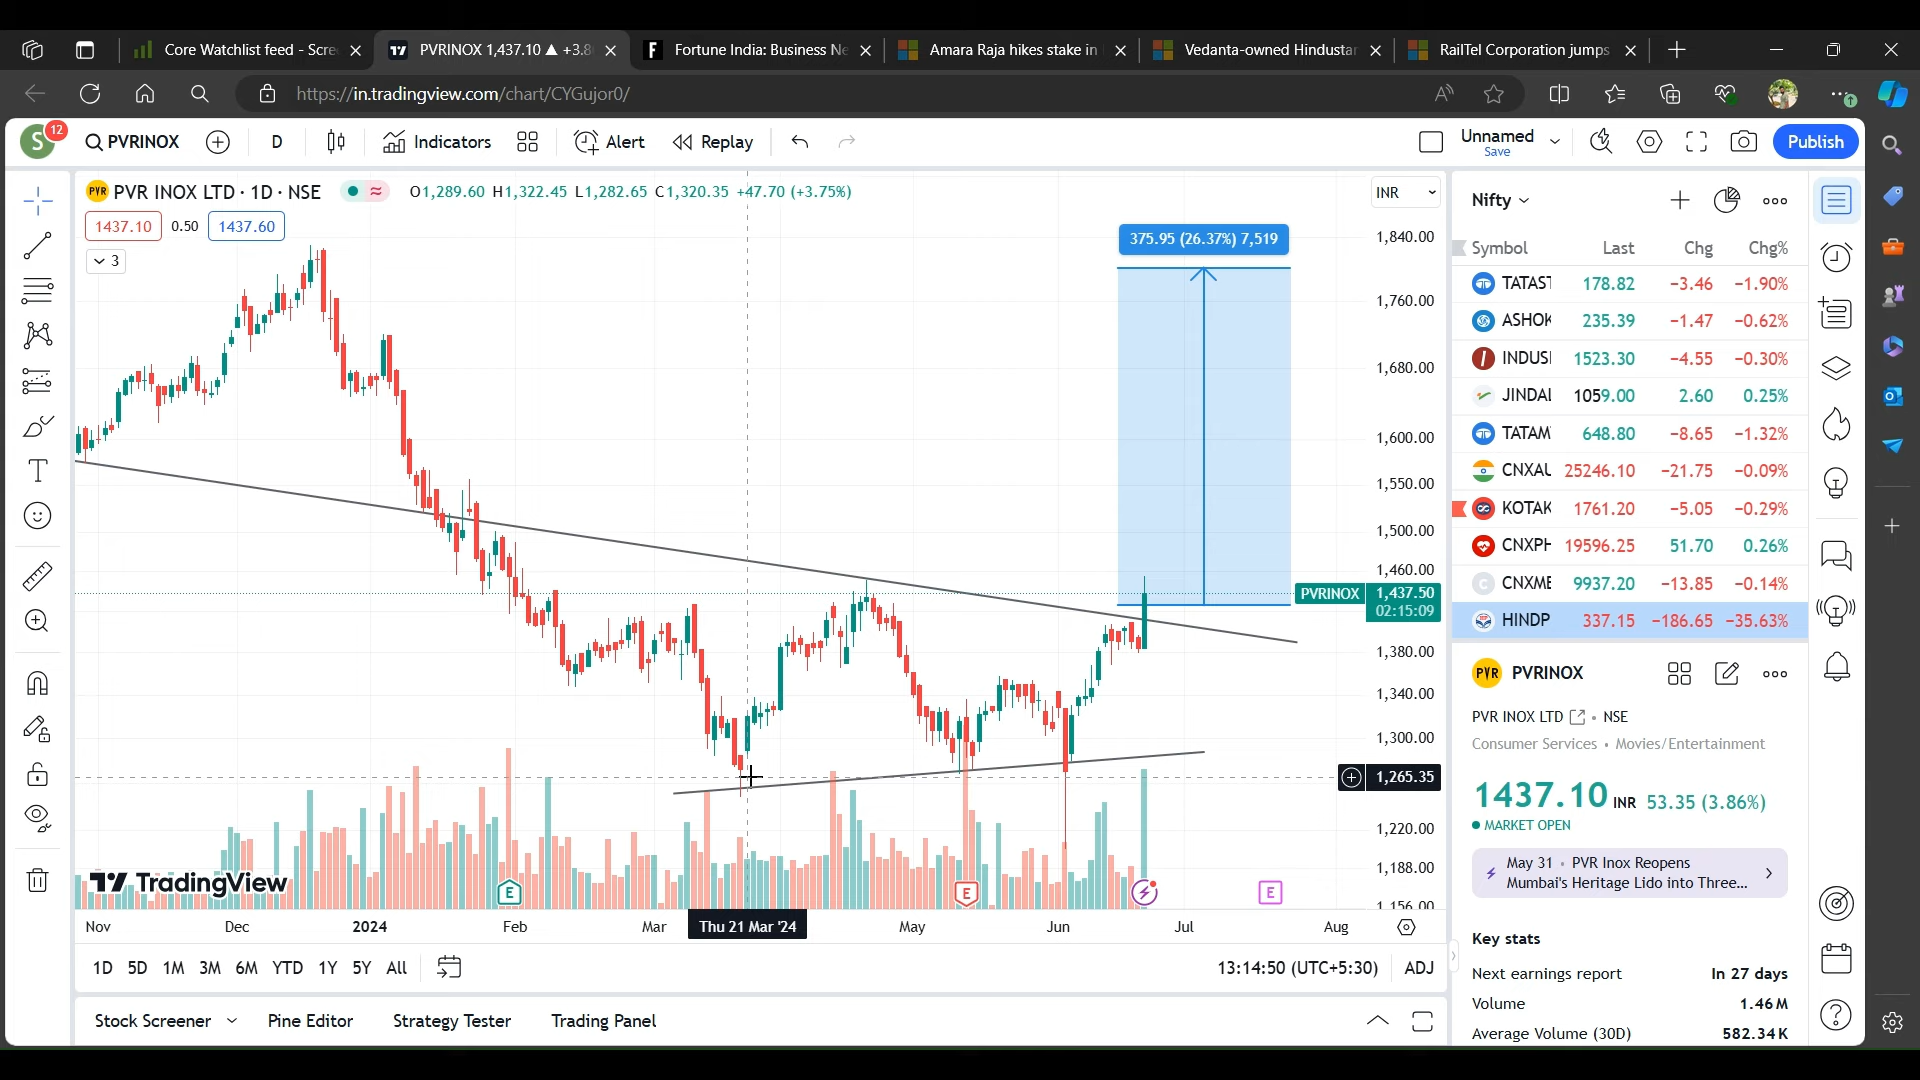 Core Watchlist feed - Scre
PVRINOX 1,437.10 ▲ +3.8
Fortune India: Business Ne
Amara Raja hikes stake in
Vedanta-owned Hindustan
RailTel Corporation jumps
https://in.tradingview.com/chart/CYGujor0/
S
12
PVRINOX
D
Indicators
Alert
Replay
Unnamed
Save
Publish
PVR PVR INOX LTD · 1D · NSE
O1,289.60 H1,322.45 L1,282.65 C1,320.35 +47.70 (+3.75%)
INR
1437.10
0.50
1437.60
3
375.95 (26.37%) 7,519
1,840.00
1,760.00
1,680.00
1,600.00
1,550.00
1,500.00
1,460.00
PVRINOX
1,437.50
02:15:09
1,380.00
1,340.00
1,300.00
1,265.35
1,220.00
1,188.00
1,156.00
TradingView
E
E
E
Nov
Dec
2024
Feb
Mar
Thu 21 Mar '24
May
Jun
Jul
Aug
1D 5D 1M 3M 6M YTD 1Y 5Y All
13:14:50 (UTC+5:30)
ADJ
Stock Screener
Pine Editor
Strategy Tester
Trading Panel
Nifty
Symbol Last Chg Chg%
TATAST 178.82 −3.46 −1.90%
ASHOK 235.39 −1.47 −0.62%
INDUSI 1523.30 −4.55 −0.30%
JINDAL 1059.00 2.60 0.25%
TATAM 648.80 −8.65 −1.32%
CNXAU 25246.10 −21.75 −0.09%
KOTAK 1761.20 −5.05 −0.29%
CNXPH 19596.25 51.70 0.26%
C CNXME 9937.20 −13.85 −0.14%
HINDP 337.15 −186.65 −35.63%
PVR PVRINOX
PVR INOX LTD • NSE
Consumer Services • Movies/Entertainment
1437.10 INR 53.35 (3.86%)
MARKET OPEN
May 31 • PVR Inox Reopens
Mumbai's Heritage Lido into Three...
Key stats
Next earnings report In 27 days
Volume 1.46M
Average Volume (30D) 582.34K